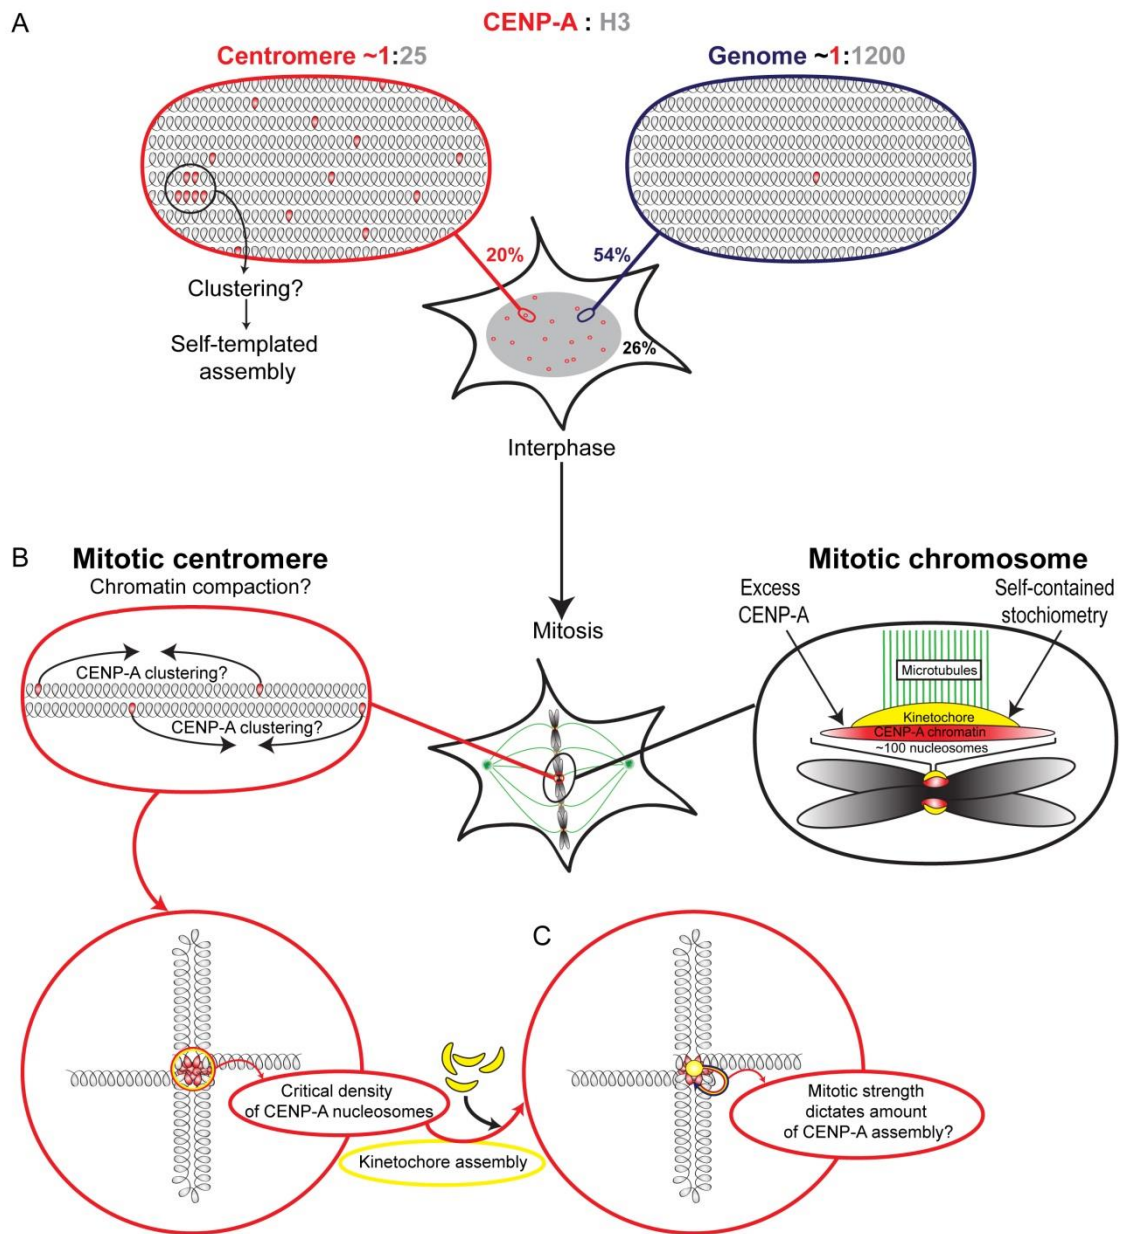 A
CENP-A : H3
Centromere ~1:25
Genome ~1:1200
20%
54%
26%
Clustering?
Self-templated
assembly
Interphase
B
Mitotic centromere
Chromatin compaction?
CENP-A clustering?
CENP-A clustering?
Mitosis
Mitotic chromosome
Excess
CENP-A
Self-contained
stochiometry
Microtubules
Kinetochore
CENP-A chromatin
~100 nucleosomes
Critical density
of CENP-A nucleosomes
Kinetochore assembly
C
Mitotic strength
dictates amount
of CENP-A assembly?